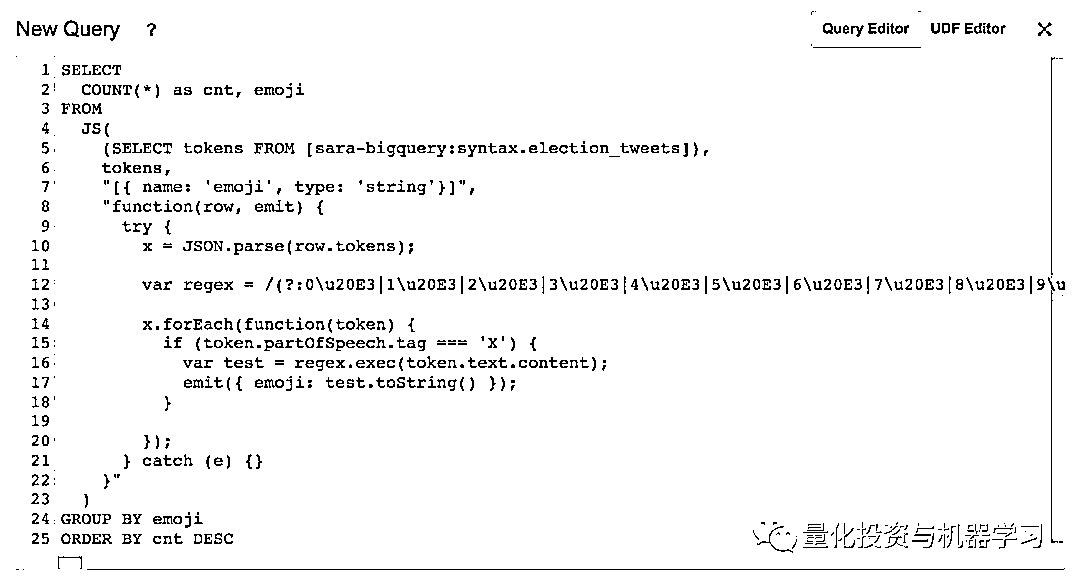 New Query ? Query Editor UDF Editor X
1 SELECT
2 COUNT(*) as cnt, emoji
3 FROM
4 JS(
5 (SELECT tokens FROM [sara-bigquery:syntax.election_tweets]),
6 tokens,
7 "[{ name: 'emoji', type: 'string'}]",
8 "function(row, emit) {
9 try {
10 x = JSON.parse(row.tokens);
11
12 var regex = /(?:0\u20E3|1\u20E3|2\u20E3|3\u20E3|4\u20E3|5\u20E3|6\u20E3|7\u20E3|8\u20E3|9\u
13
14 x.forEach(function(token) {
15 if (token.partOfSpeech.tag === 'X') {
16 var test = regex.exec(token.text.content);
17 emit({ emoji: test.toString() });
18 }
19
20 });
21 } catch (e) {}
22 }"
23 )
24 GROUP BY emoji
25 ORDER BY cnt DESC
量化投资与机器学习